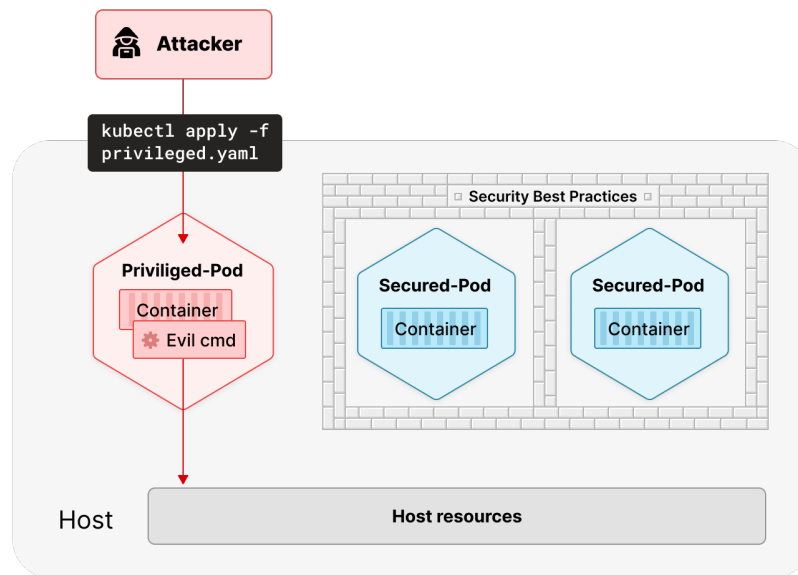 Attacker
kubectl apply -f
privileged.yaml
Security Best Practices
Priviliged-Pod
Container
Evil cmd
Secured-Pod
Container
Secured-Pod
Container
Host
Host resources